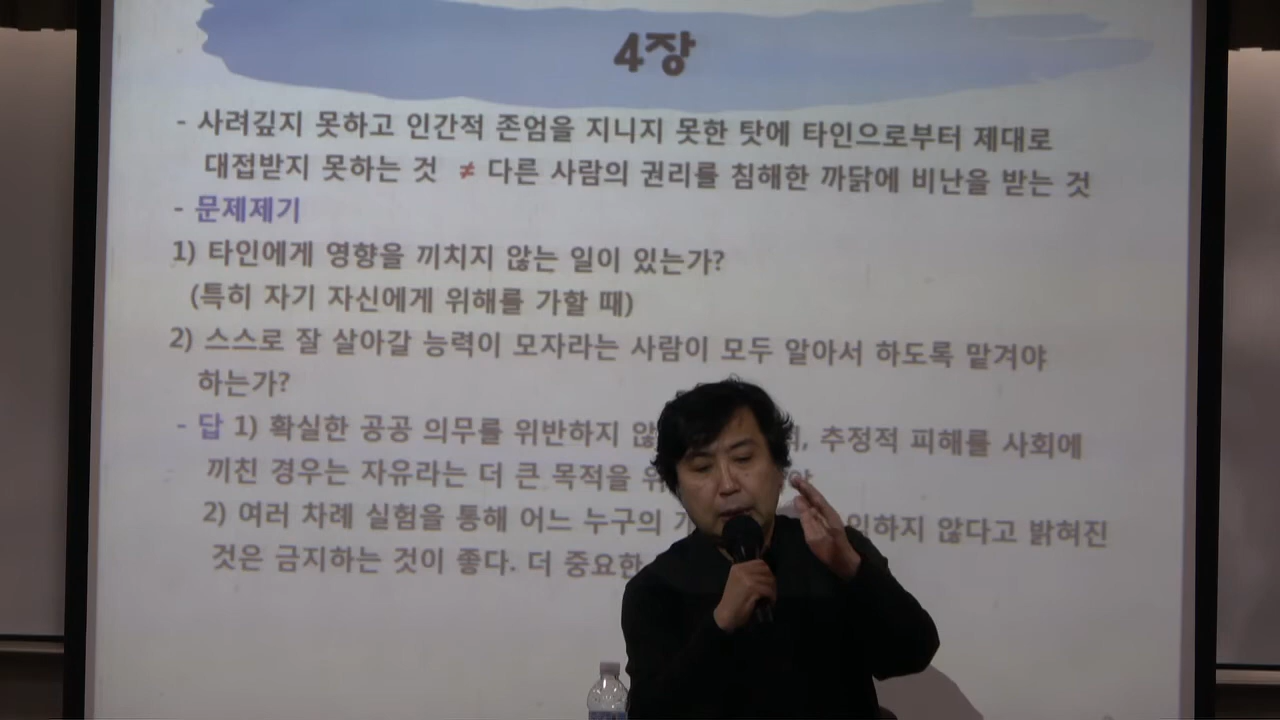 4장
- 사려깊지 못하고 인간적 존엄을 지니지 못한 탓에 타인으로부터 제대로
대접받지 못하는 것 ≠ 다른 사람의 권리를 침해한 까닭에 비난을 받는 것
- 문제제기
1) 타인에게 영향을 끼치지 않는 일이 있는가?
(특히 자기 자신에게 위해를 가할 때)
2) 스스로 잘 살아갈 능력이 모자라는 사람이 모두 알아서 하도록 맡겨야
하는가?
- 답 1) 확실한 공공 의무를 위반하지 추정적 피해를 사회에
끼친 경우는 자유라는 더 큰 목적을
2) 여러 차례 실험을 통해 어느 누구의 않다고 밝혀진
것은 금지하는 것이 좋다. 더 중요한